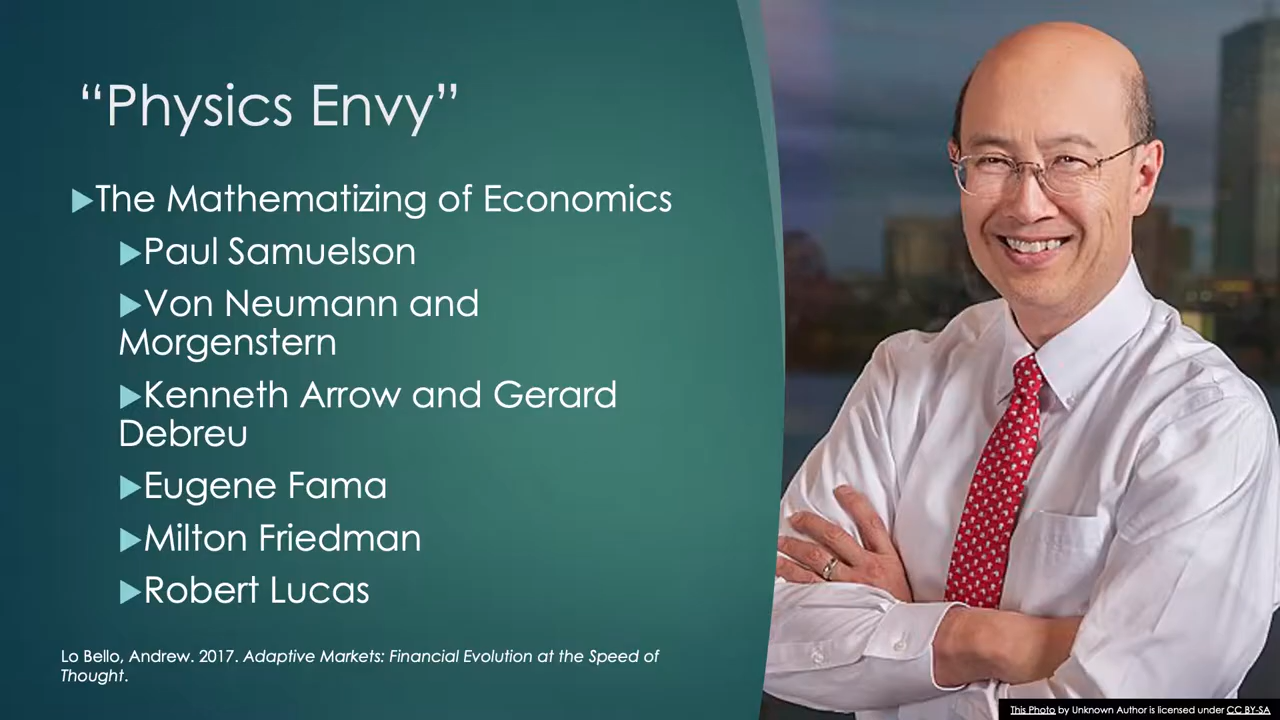 “Physics Envy”
The Mathematizing of Economics
Paul Samuelson
Von Neumann and
Morgenstern
Kenneth Arrow and Gerard
Debreu
Eugene Fama
Milton Friedman
Robert Lucas
Lo Bello, Andrew. 2017. Adaptive Markets: Financial Evolution at the Speed of
Thought.
This Photo by Unknown Author is licensed under CC BY-SA